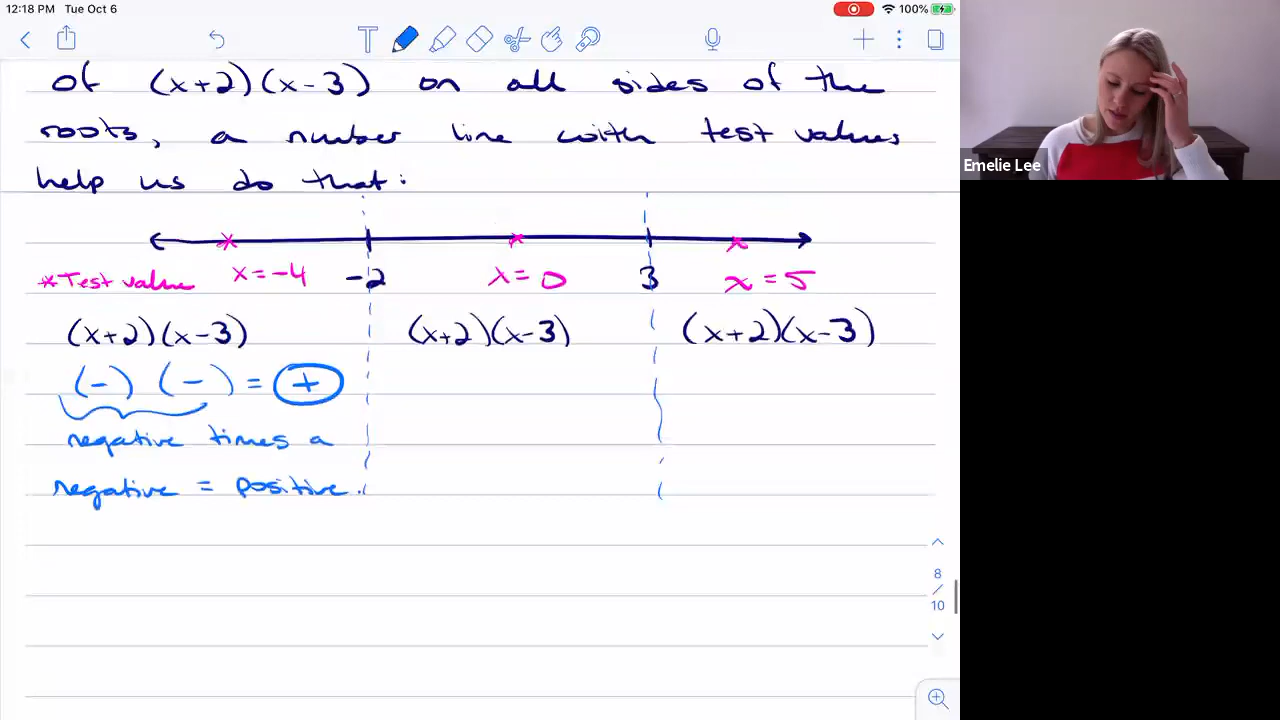 12:18 PM Tue Oct 6 100%
of (x+2)(x-3) on all sides of the
roots, a number line with test values
help us do that:
Emelie Lee
*Test value x=-4 -2 x=0 3 x=5
(x+2)(x-3) (x+2)(x-3) (x+2)(x-3)
(-) (-) = +
negative times a
negative = positive.
8
/
10